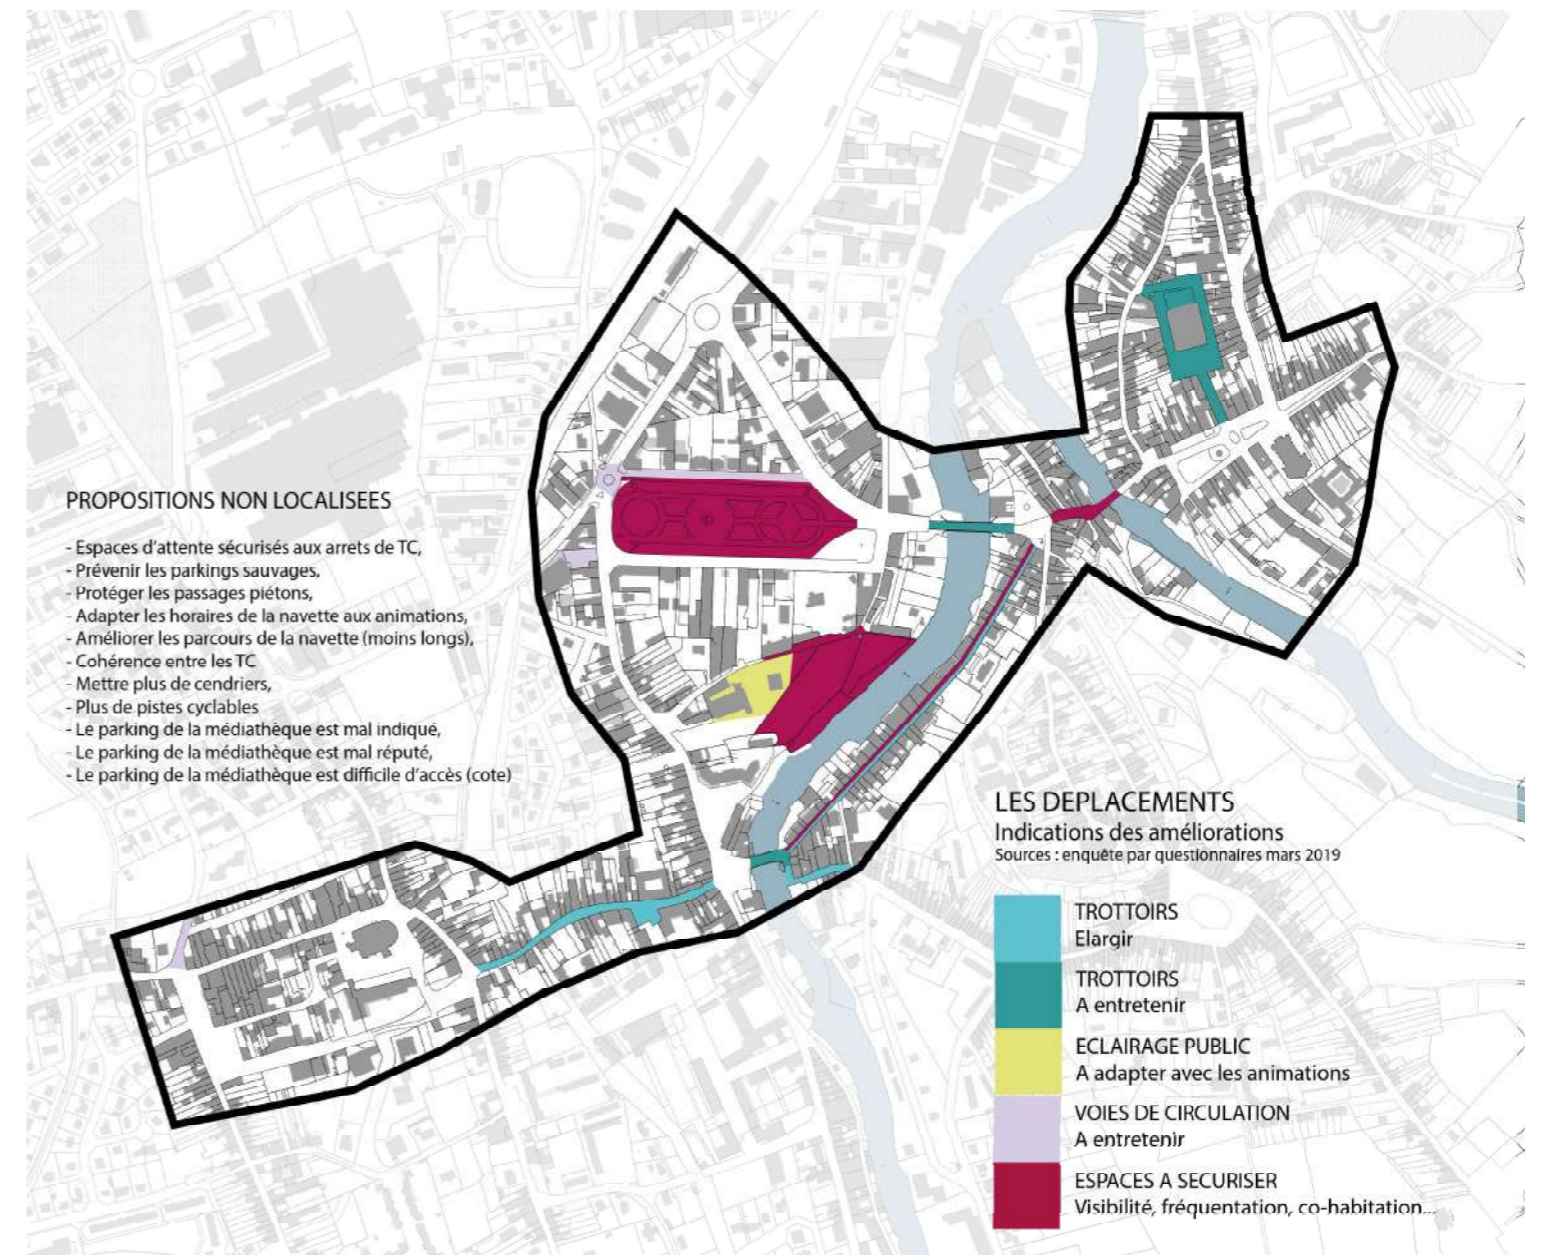 PROPOSITIONS NON LOCALISEES
- Espaces d'attente sécurisés aux arrets de TC,
- Prévenir les parkings sauvages,
- Protéger les passages piétons,
- Adapter les horaires de la navette aux animations,
- Améliorer les parcours de la navette (moins longs),
- Cohérence entre les TC
- Mettre plus de cendriers,
- Plus de pistes cyclables
- Le parking de la médiathèque est mal indiqué,
- Le parking de la médiathèque est mal réputé,
- Le parking de la médiathèque est difficile d'accès (cote)
LES DEPLACEMENTS
Indications des améliorations
Sources : enquête par questionnaires mars 2019
TROTTOIRS
Elargir
TROTTOIRS
A entretenir
ECLAIRAGE PUBLIC
A adapter avec les animations
VOIES DE CIRCULATION
A entretenir
ESPACES A SECURISER
Visibilité, fréquentation, co-habitation...